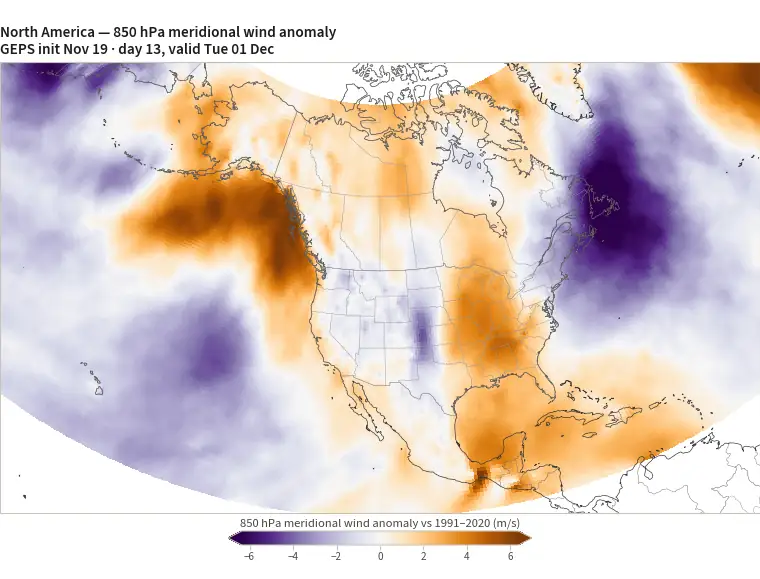 North America — 850 hPa meridional wind anomaly
GEPS init Nov 19 · day 13, valid Tue 01 Dec
850 hPa meridional wind anomaly vs 1991–2020 (m/s)
−6 −4 −2 0 2 4 6